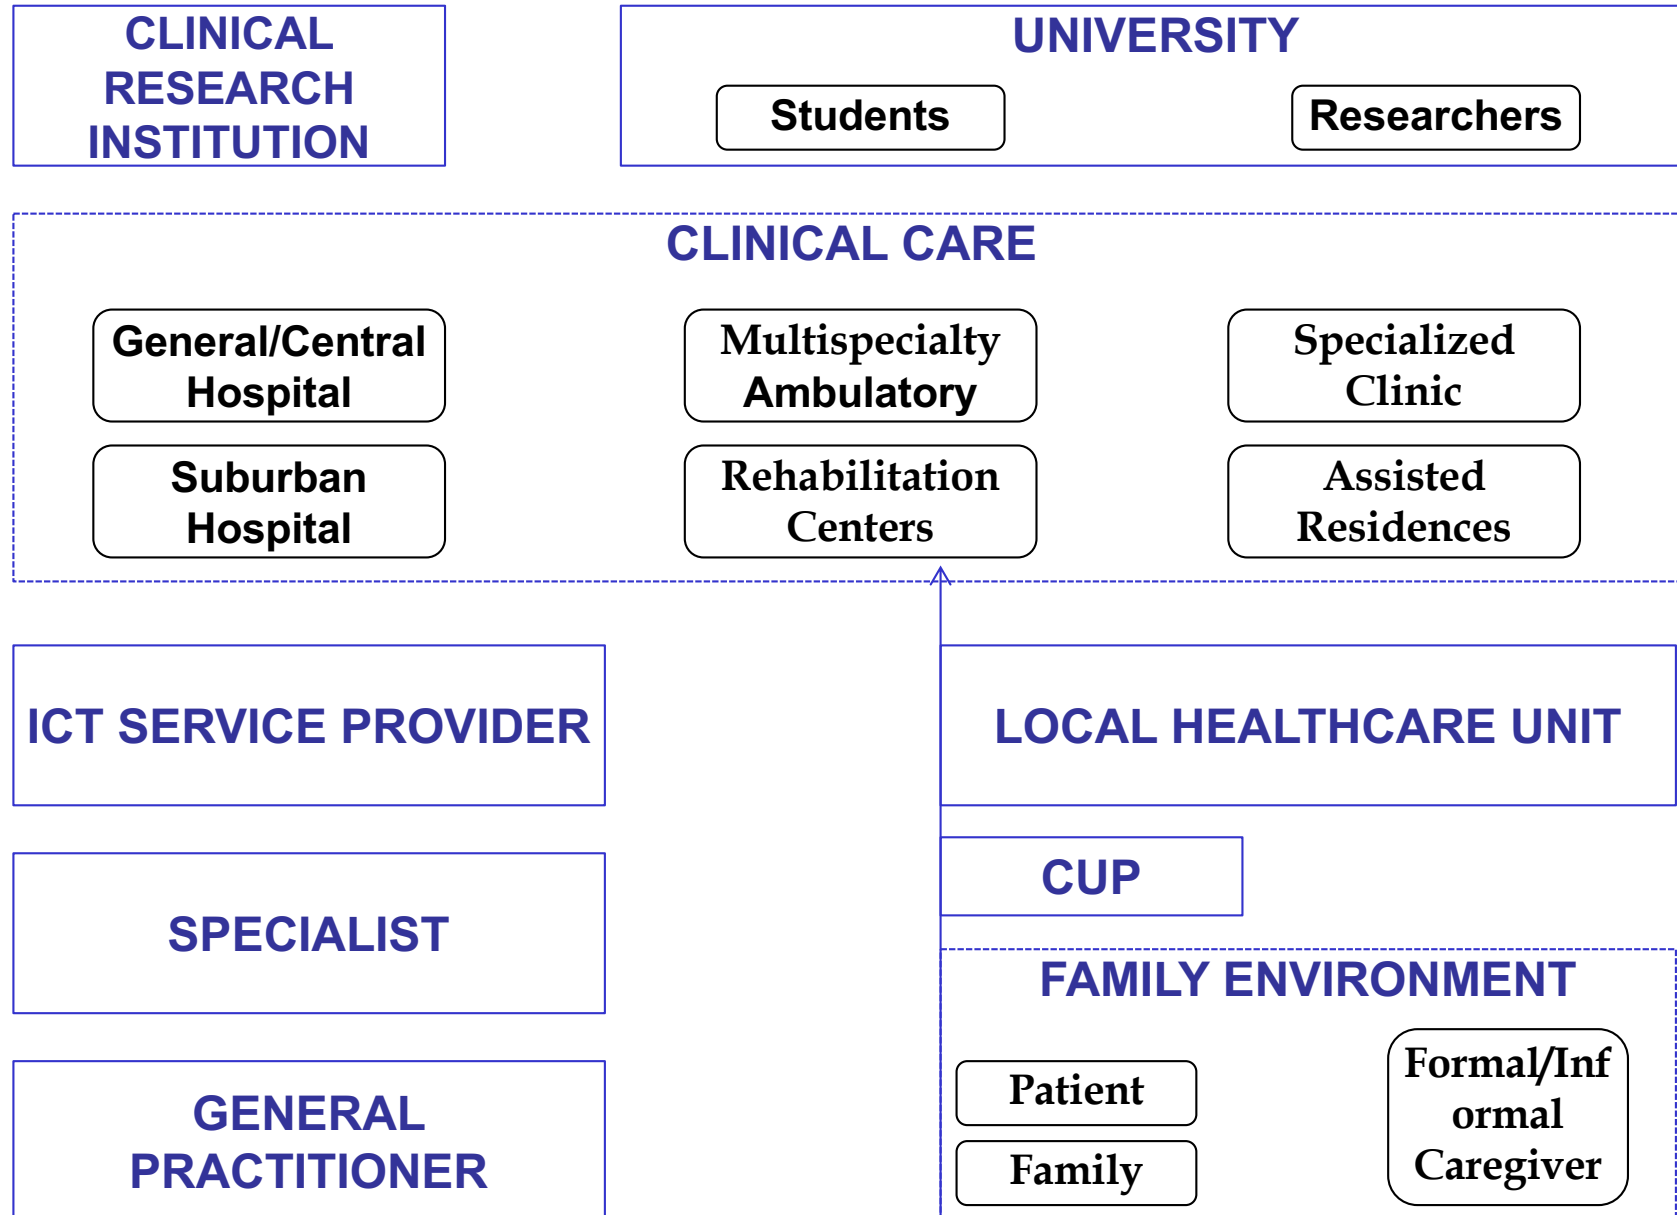 CLINICAL
RESEARCH
INSTITUTION
UNIVERSITY
Students
Researchers
CLINICAL CARE
General/Central
Hospital
Multispecialty
Ambulatory
Specialized
Clinic
Suburban
Hospital
Rehabilitation
Centers
Assisted
Residences
ICT SERVICE PROVIDER
LOCAL HEALTHCARE UNIT
CUP
SPECIALIST
FAMILY ENVIRONMENT
GENERAL
PRACTITIONER
Patient
Family
Formal/Inf
ormal
Caregiver